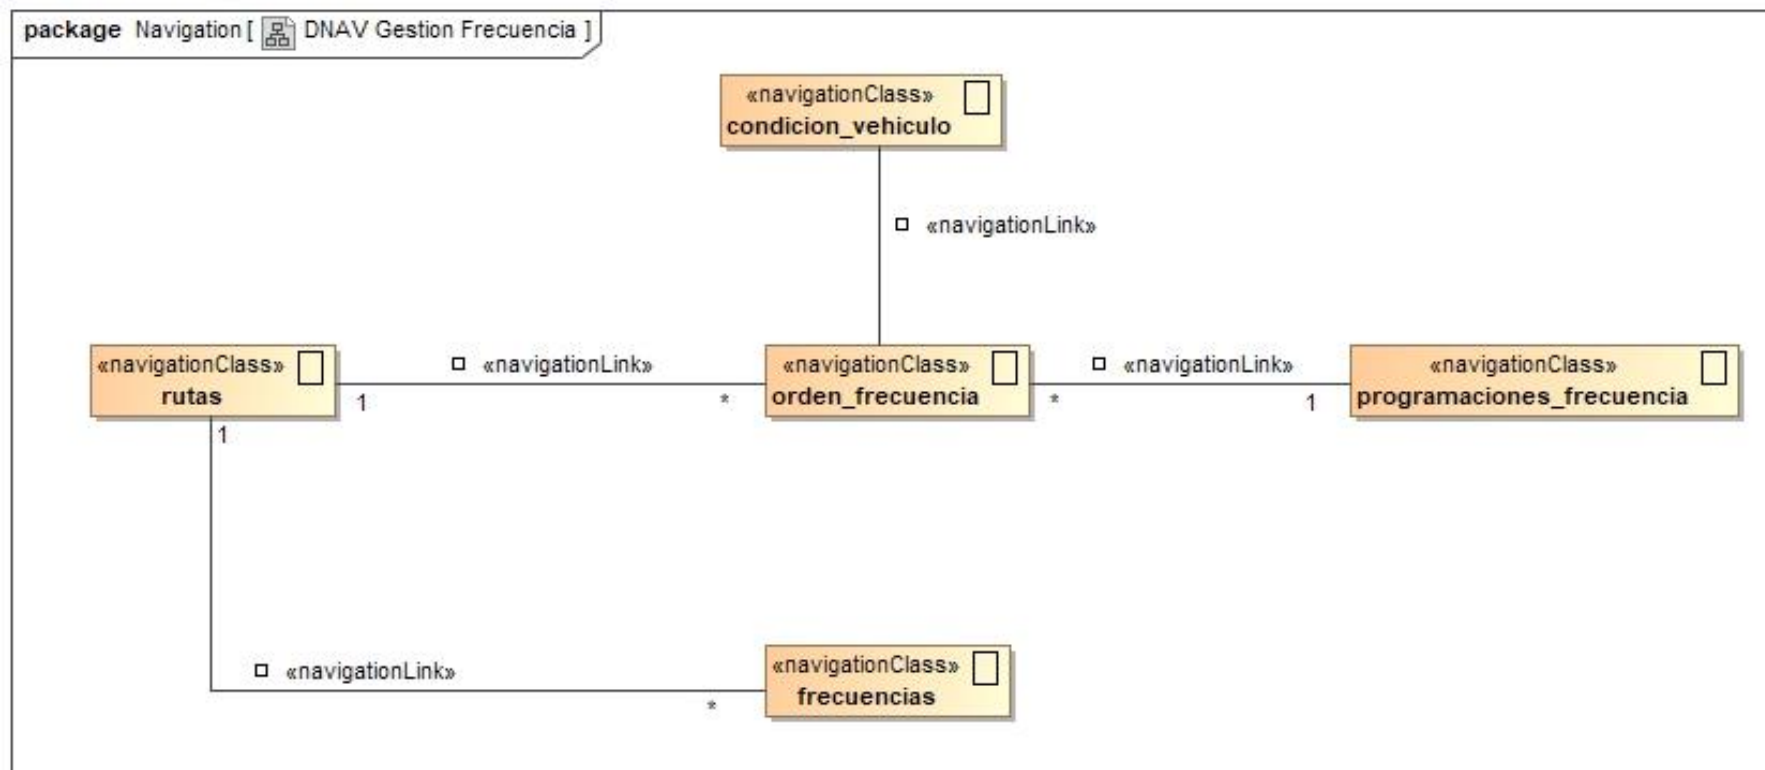 package Navigation [ DNAV Gestion Frecuencia ]
«navigationClass»
condicion_vehiculo
«navigationLink»
«navigationClass»
rutas
«navigationLink»
1
*
«navigationClass»
orden_frecuencia
«navigationLink»
*
1
«navigationClass»
programaciones_frecuencia
1
«navigationLink»
*
«navigationClass»
frecuencias